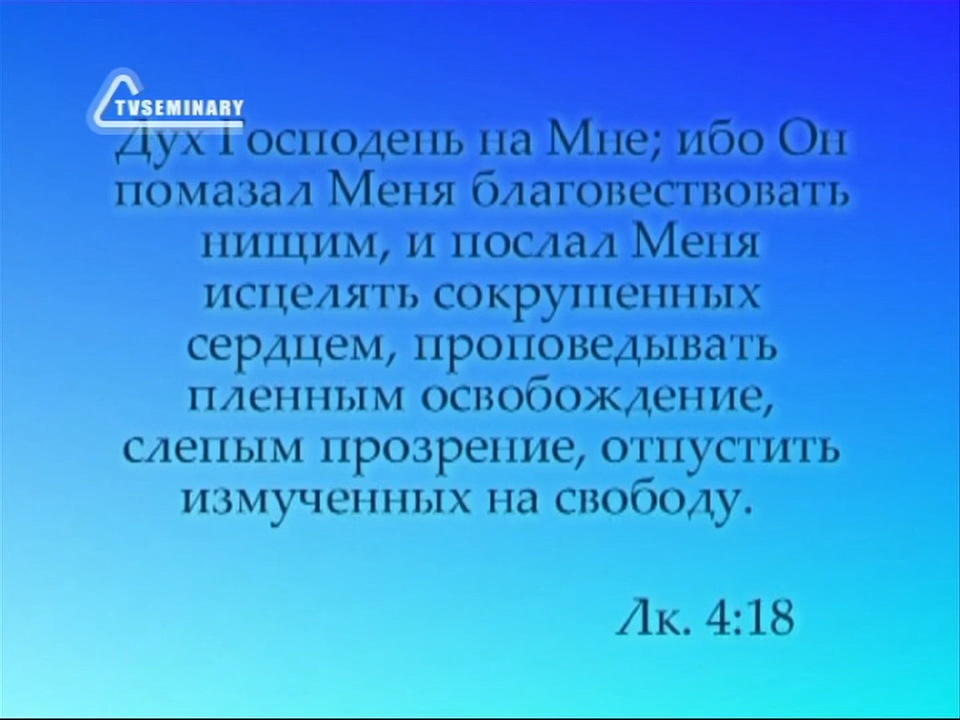 TVSEMINARY
Дух Господень на Мне; ибо Он
помазал Меня благовествовать
нищим, и послал Меня
исцелять сокрушенных
сердцем, проповедывать
пленным освобождение,
слепым прозрение, отпустить
измученных на свободу.
Лк. 4:18